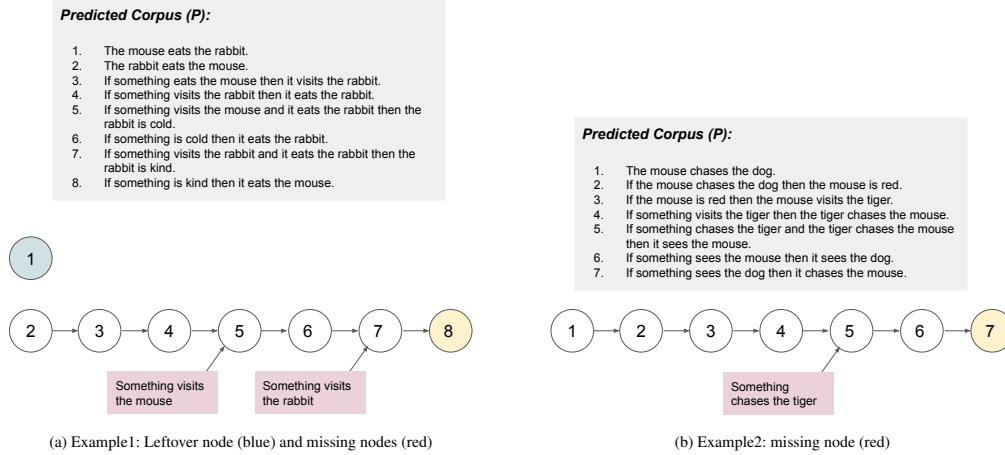 Predicted Corpus (P):
1. The mouse eats the rabbit.
2. The rabbit eats the mouse.
3. If something eats the mouse then it visits the rabbit.
4. If something visits the rabbit then it eats the rabbit.
5. If something visits the mouse and it eats the rabbit then the
rabbit is cold.
6. If something is cold then it eats the rabbit.
7. If something visits the rabbit and it eats the rabbit then the
rabbit is kind.
8. If something is kind then it eats the mouse.
1
2 3 4 5 6 7 8
Something visits
the mouse
Something visits
the rabbit
(a) Example1: Leftover node (blue) and missing nodes (red)
Predicted Corpus (P):
1. The mouse chases the dog.
2. If the mouse chases the dog then the mouse is red.
3. If the mouse is red then the mouse visits the tiger.
4. If something visits the tiger then the tiger chases the mouse.
5. If something chases the tiger and the tiger chases the mouse
then it sees the mouse.
6. If something sees the mouse then it sees the dog.
7. If something sees the dog then it chases the mouse.
1 2 3 4 5 6 7
Something
chases the tiger
(b) Example2: missing node (red)